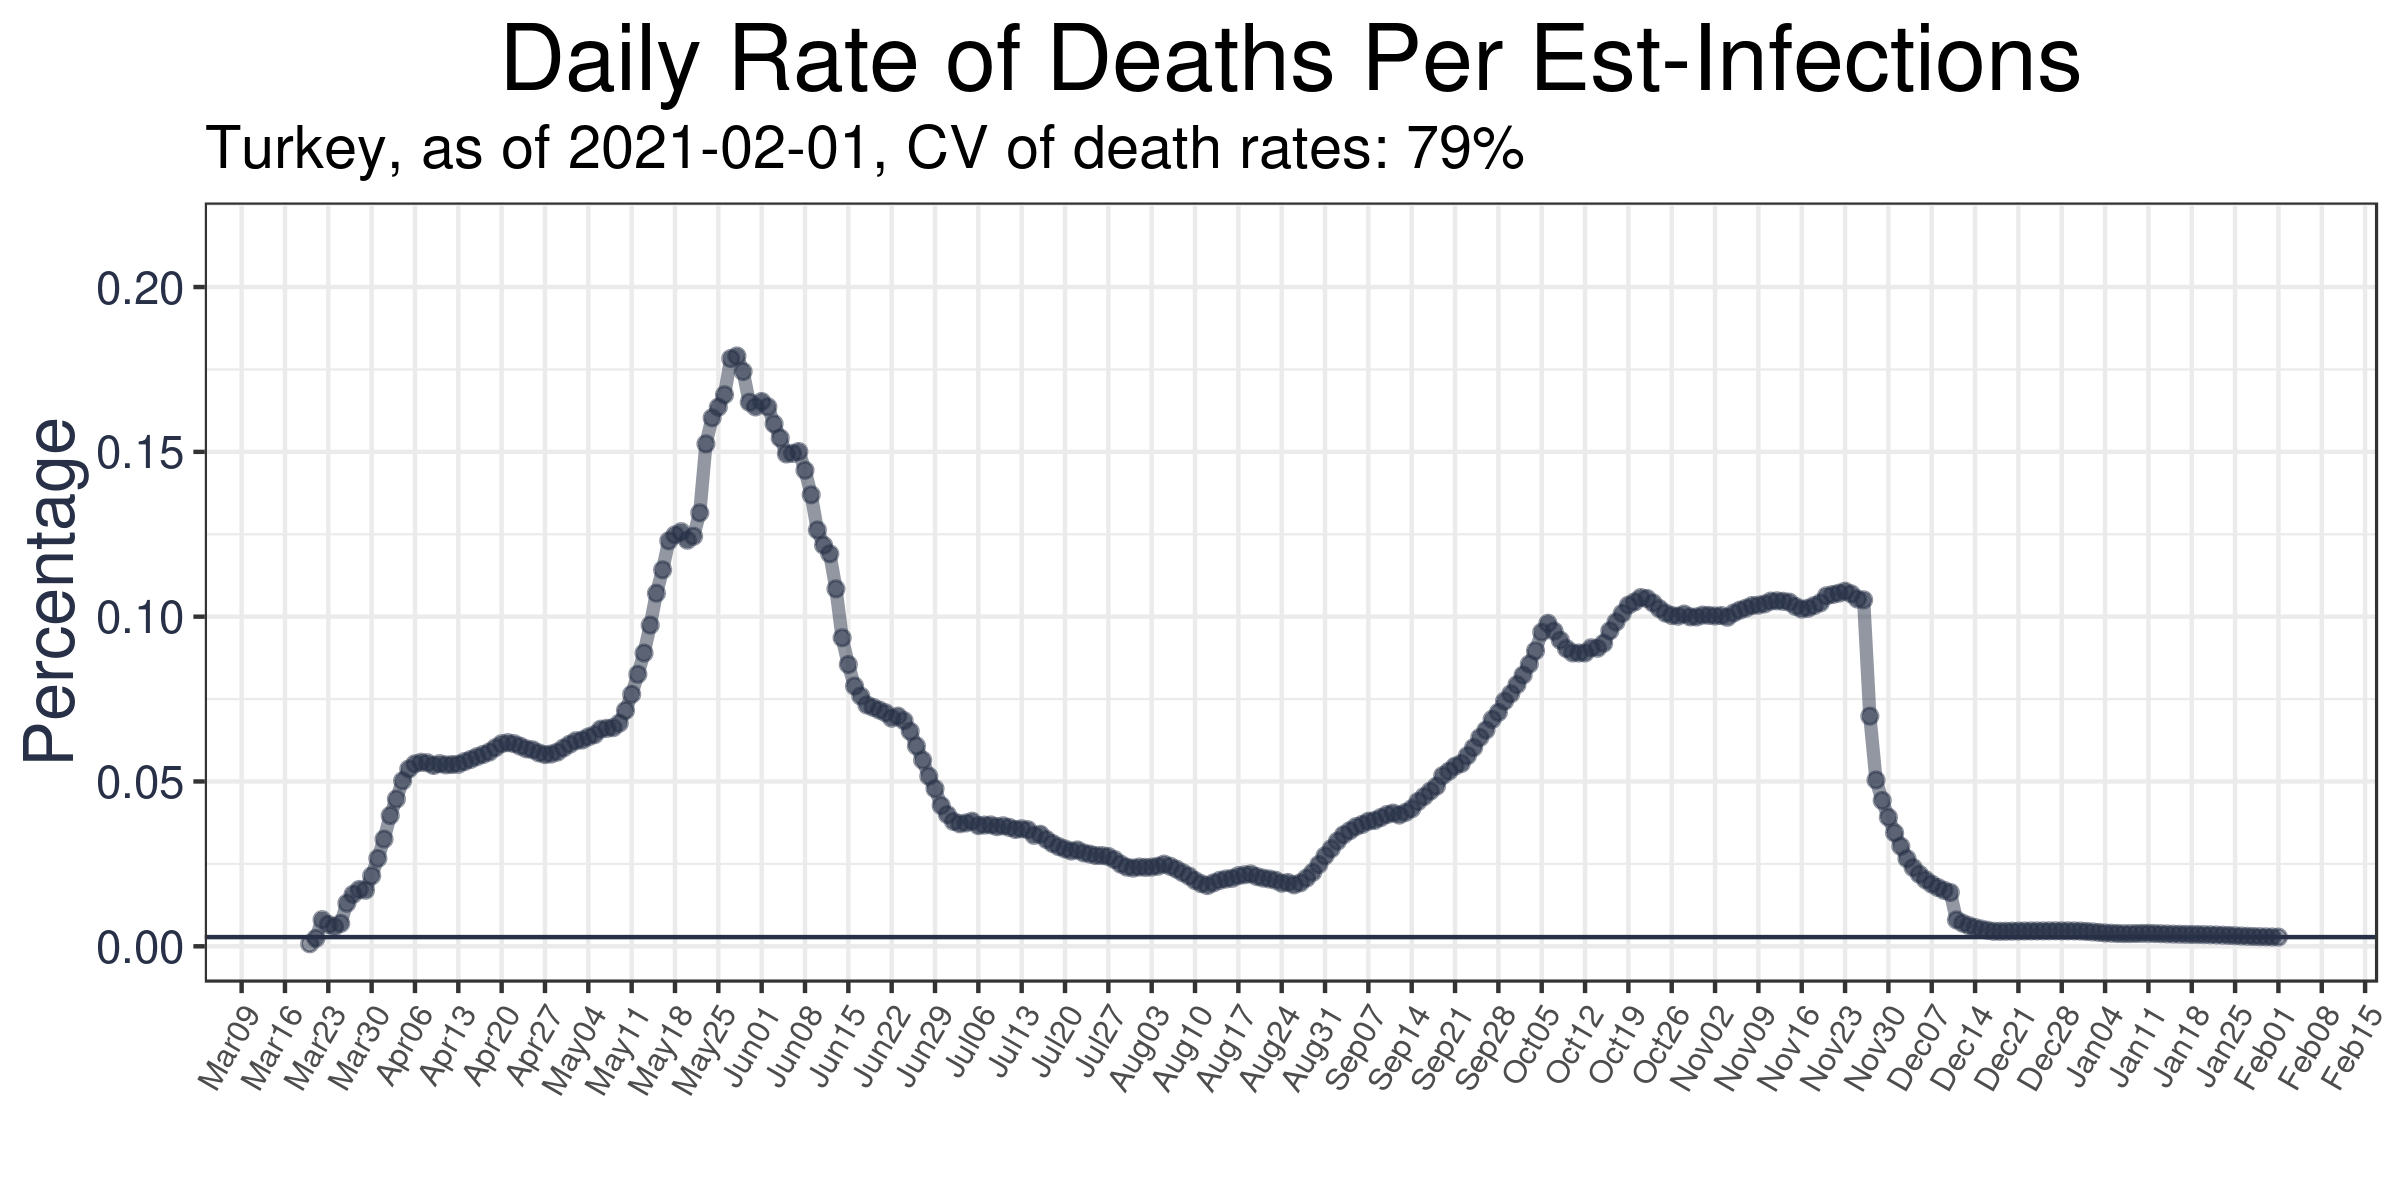 Daily Rate of Deaths Per Est-Infections
Turkey, as of 2021-02-01, CV of death rates: 79%
Percentage
0.20
0.15
0.10
0.05
0.00
Mar09
Mar16
Mar23
Mar30
Apr06
Apr13
Apr20
Apr27
May04
May11
May18
May25
Jun01
Jun08
Jun15
Jun22
Jun29
Jul06
Jul13
Jul20
Jul27
Aug03
Aug10
Aug17
Aug24
Aug31
Sep07
Sep14
Sep21
Sep28
Oct05
Oct12
Oct19
Oct26
Nov02
Nov09
Nov16
Nov23
Nov30
Dec07
Dec14
Dec21
Dec28
Jan04
Jan11
Jan18
Jan25
Feb01
Feb08
Feb15